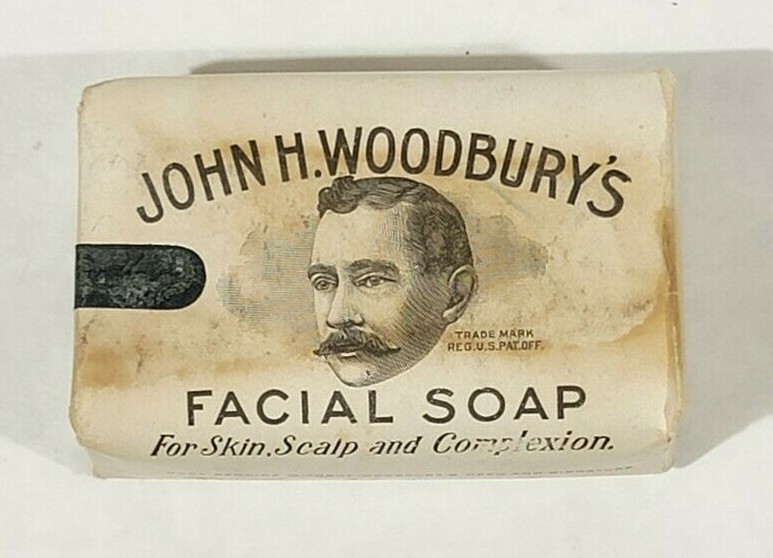 JOHN H. WOODBURY'S
TRADE MARK
REG. U.S. PAT. OFF.
FACIAL SOAP
For Skin, Scalp and Complexion.